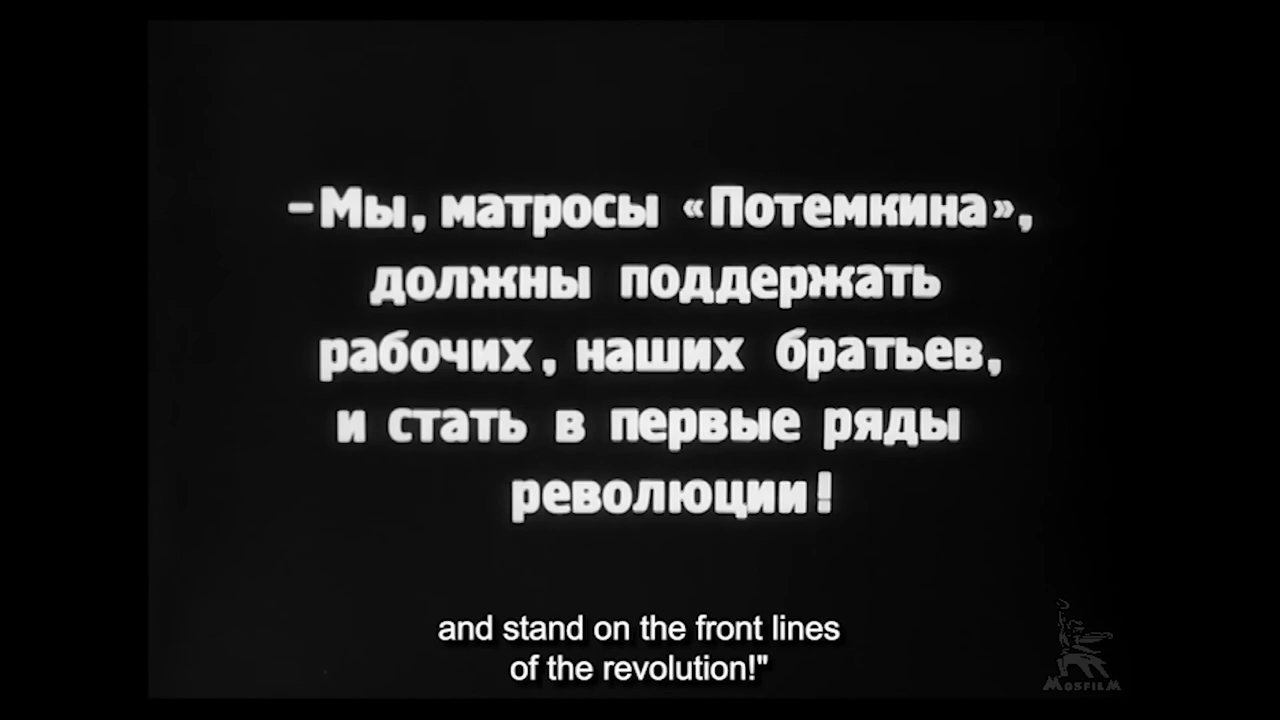 –Мы, матросы «Потемкина»,
должны поддержать
рабочих, наших братьев,
и стать в первые ряды
революции!
and stand on the front lines
of the revolution!"
MOSFILM